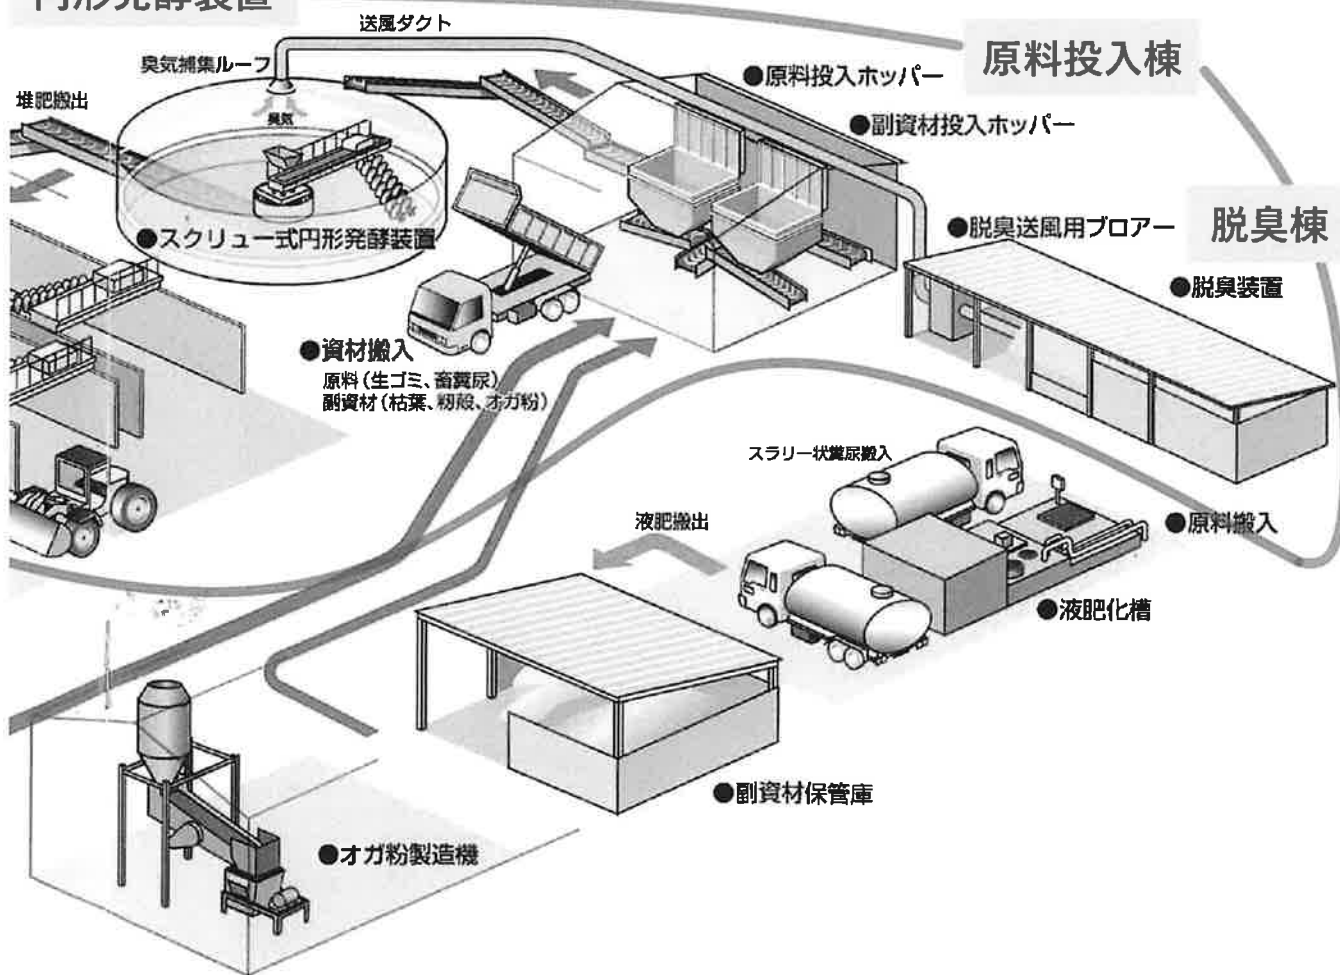 円形発酵装置
送風ダクト
原料投入棟
臭気捕集ルーフ
●原料投入ホッパー
堆肥搬出
臭気
●副資材投入ホッパー
●スクリュー式円形発酵装置
●脱臭送風用ブロアー
脱臭棟
●脱臭装置
●資材搬入
原料（生ゴミ、畜糞尿）
副資材（枯葉、籾殻、オガ粉）
スラリー状糞尿搬入
液肥搬出
●原料搬入
●液肥化槽
●副資材保管庫
●オガ粉製造機